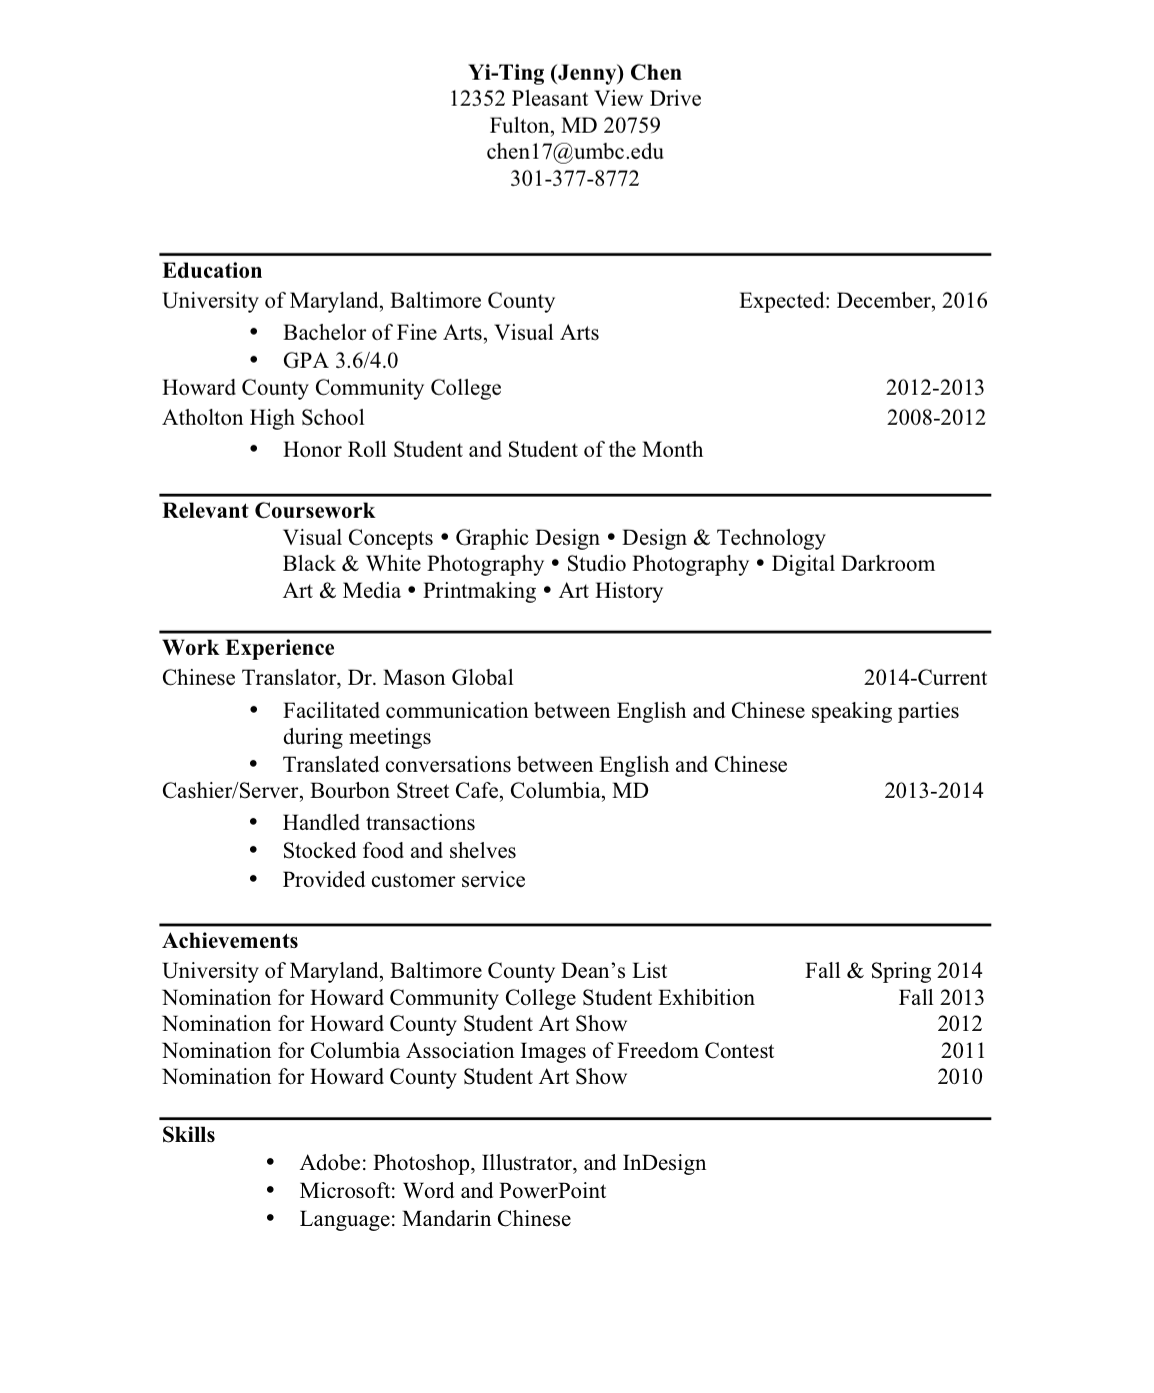 Yi-Ting (Jenny) Chen
12352 Pleasant View Drive
Fulton, MD 20759
chen17@umbc.edu
301-377-8772
Education
University of Maryland, Baltimore County Expected: December, 2016
• Bachelor of Fine Arts, Visual Arts
• GPA 3.6/4.0
Howard County Community College 2012-2013
Atholton High School 2008-2012
• Honor Roll Student and Student of the Month
Relevant Coursework
Visual Concepts • Graphic Design • Design & Technology
Black & White Photography • Studio Photography • Digital Darkroom
Art & Media • Printmaking • Art History
Work Experience
Chinese Translator, Dr. Mason Global 2014-Current
• Facilitated communication between English and Chinese speaking parties
during meetings
• Translated conversations between English and Chinese
Cashier/Server, Bourbon Street Cafe, Columbia, MD 2013-2014
• Handled transactions
• Stocked food and shelves
• Provided customer service
Achievements
University of Maryland, Baltimore County Dean’s List Fall & Spring 2014
Nomination for Howard Community College Student Exhibition Fall 2013
Nomination for Howard County Student Art Show 2012
Nomination for Columbia Association Images of Freedom Contest 2011
Nomination for Howard County Student Art Show 2010
Skills
• Adobe: Photoshop, Illustrator, and InDesign
• Microsoft: Word and PowerPoint
• Language: Mandarin Chinese